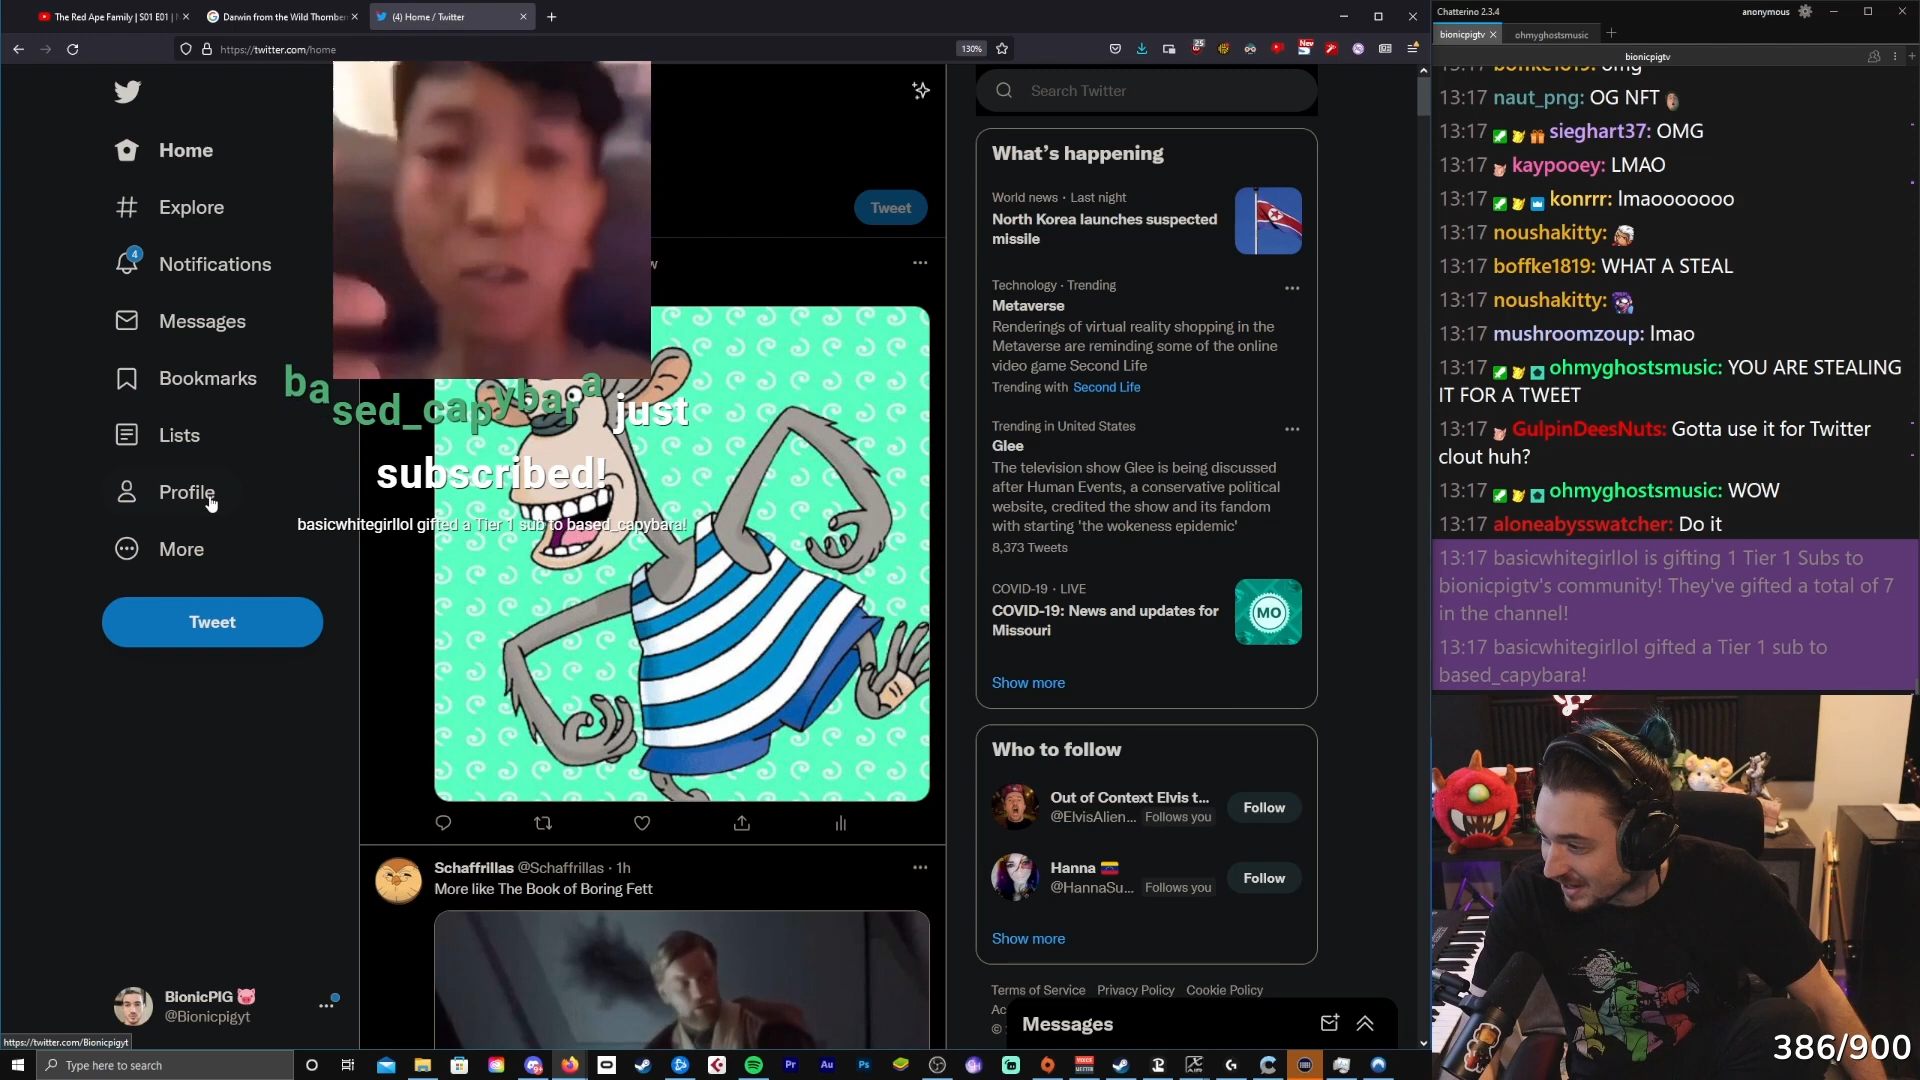 The Red Ape Family | S01 E01 |
Darwin from the Wild Thornber
(4) Home / Twitter
https://twitter.com/home
130%
25
New
Home
Explore
4
Notifications
Messages
Bookmarks
Lists
Profile
More
Tweet
BionicPIG
@Bionicpigyt
https://twitter.com/Bionicpigyt
Tweet
based_capybara just
subscribed!
basicwhitegirllol gifted a Tier 1 sub to based_capybara!
Schaffrillas @Schaffrillas · 1h
More like The Book of Boring Fett
Search Twitter
What's happening
World news · Last night
North Korea launches suspected
missile
Technology · Trending
Metaverse
Renderings of virtual reality shopping in the
Metaverse are reminding some of the online
video game Second Life
Trending with Second Life
Trending in United States
Glee
The television show Glee is being discussed
after Human Events, a conservative political
website, credited the show and its fandom
with starting 'the wokeness epidemic'
8,373 Tweets
COVID-19 · LIVE
COVID-19: News and updates for
Missouri
MO
Show more
Who to follow
Out of Context Elvis t...
@ElvisAlien... Follows you
Follow
Hanna
@HannaSu... Follows you
Follow
Show more
Terms of Service Privacy Policy Cookie Policy
Ac
©
Messages
Type here to search
Pr
Au
Ps
Chatterino 2.3.4
anonymous
bionicpigtv
ohmyghostsmusic
bionicpigtv
13:17 boffke1819: omg
13:17 naut_png: OG NFT
13:17 sieghart37: OMG
13:17 kaypooey: LMAO
13:17 konrrr: lmaooooooo
13:17 noushakitty:
13:17 boffke1819: WHAT A STEAL
13:17 noushakitty:
13:17 mushroomzoup: lmao
13:17 ohmyghostsmusic: YOU ARE STEALING
IT FOR A TWEET
13:17 GulpinDeesNuts: Gotta use it for Twitter
clout huh?
13:17 ohmyghostsmusic: WOW
13:17 aloneabysswatcher: Do it
13:17 basicwhitegirllol is gifting 1 Tier 1 Subs to
bionicpigtv's community! They've gifted a total of 7
in the channel!
13:17 basicwhitegirllol gifted a Tier 1 sub to
based_capybara!
386/900